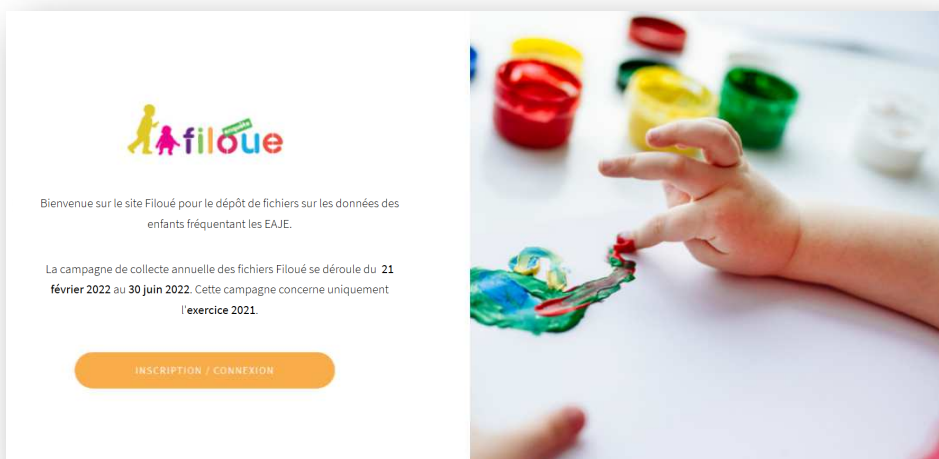 enquête
filoue
Bienvenue sur le site Filoué pour le dépôt de fichiers sur les données des
enfants fréquentant les EAJE.
La campagne de collecte annuelle des fichiers Filoué se déroule du 21
février 2022 au 30 juin 2022. Cette campagne concerne uniquement
l'exercice 2021.
INSCRIPTION / CONNEXION